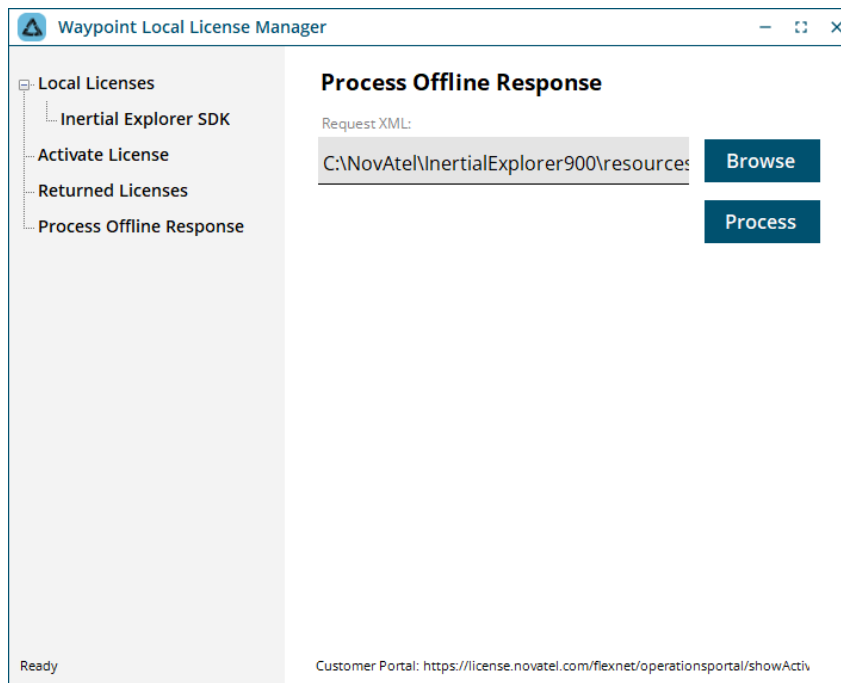 Waypoint Local License Manager
Local Licenses
Inertial Explorer SDK
Activate License
Returned Licenses
Process Offline Response
Process Offline Response
Request XML:
C:\NovAtel\InertialExplorer900\resources
Browse
Process
Ready
Customer Portal: https://license.novatel.com/flexnet/operationsportal/showActiv